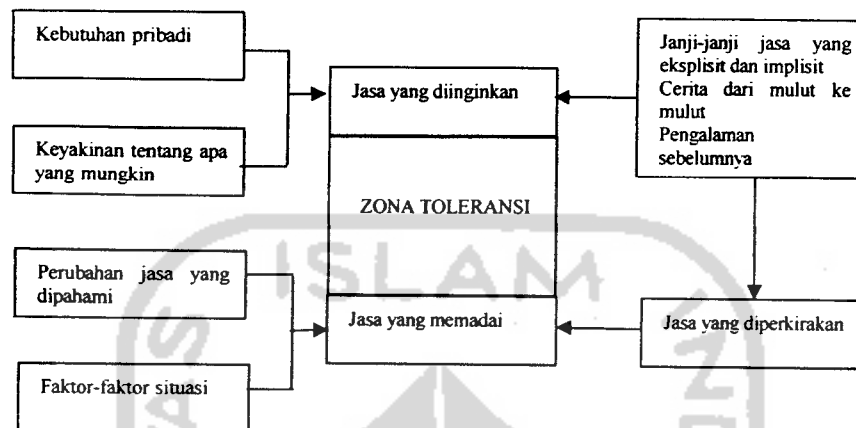 Kebutuhan pribadi
Keyakinan tentang apa
yang mungkin
Jasa yang diinginkan
Janji-janji jasa yang
eksplisit dan implisit
Cerita dari mulut ke
mulut
Pengalaman
sebelumnya
ZONA TOLERANSI
ISLAM
Perubahan jasa yang
dipahami
Faktor-faktor situasi
Jasa yang memadai
Jasa yang diperkirakan